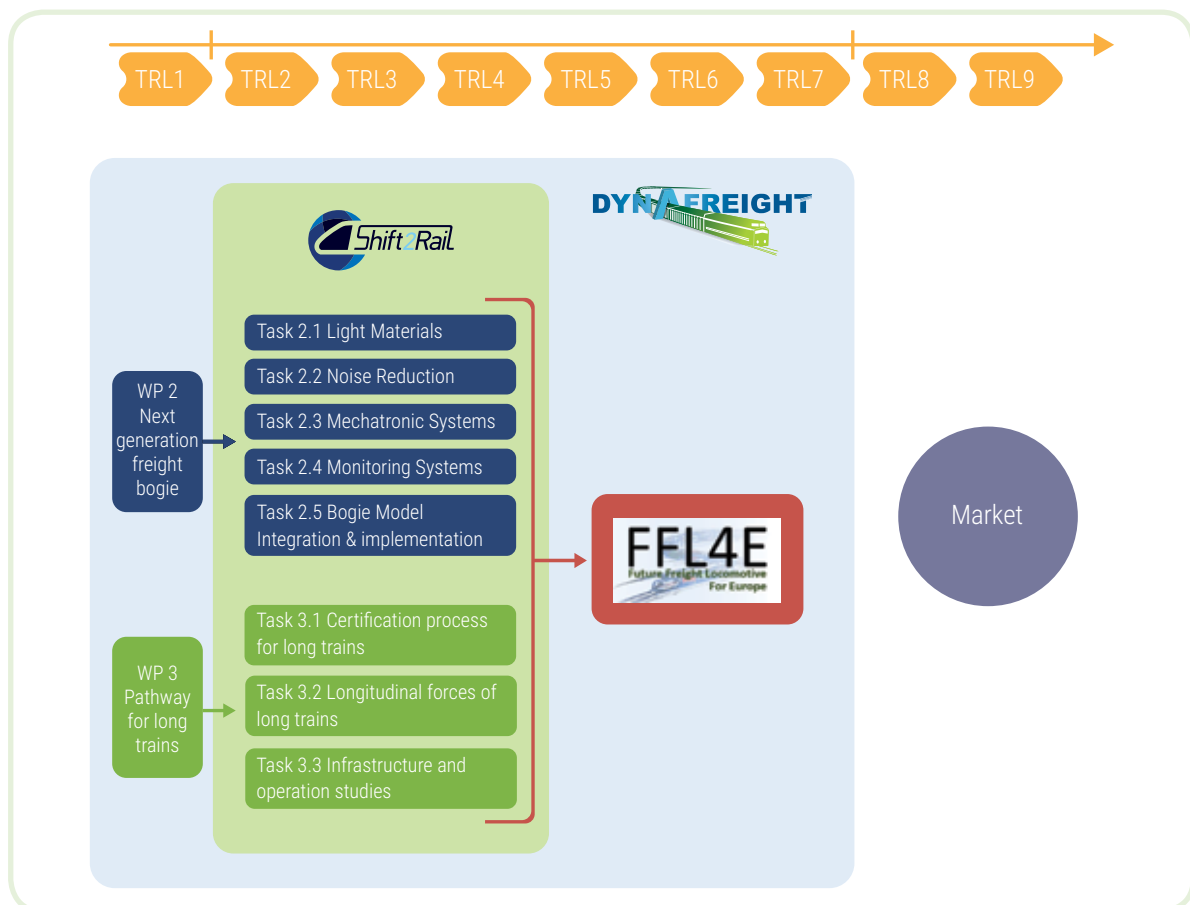 TRL1 TRL2 TRL3 TRL4 TRL5 TRL6 TRL7 TRL8 TRL9
Shift2Rail
DYNAFREIGHT
Task 2.1 Light Materials
Task 2.2 Noise Reduction
Task 2.3 Mechatronic Systems
Task 2.4 Monitoring Systems
Task 2.5 Bogie Model
Integration & implementation
WP 2
Next
generation
freight
bogie
Task 3.1 Certification process
for long trains
Task 3.2 Longitudinal forces of
long trains
Task 3.3 Infrastructure and
operation studies
WP 3
Pathway
for long
trains
FFL4E
Future Freight Locomotive
For Europe
Market